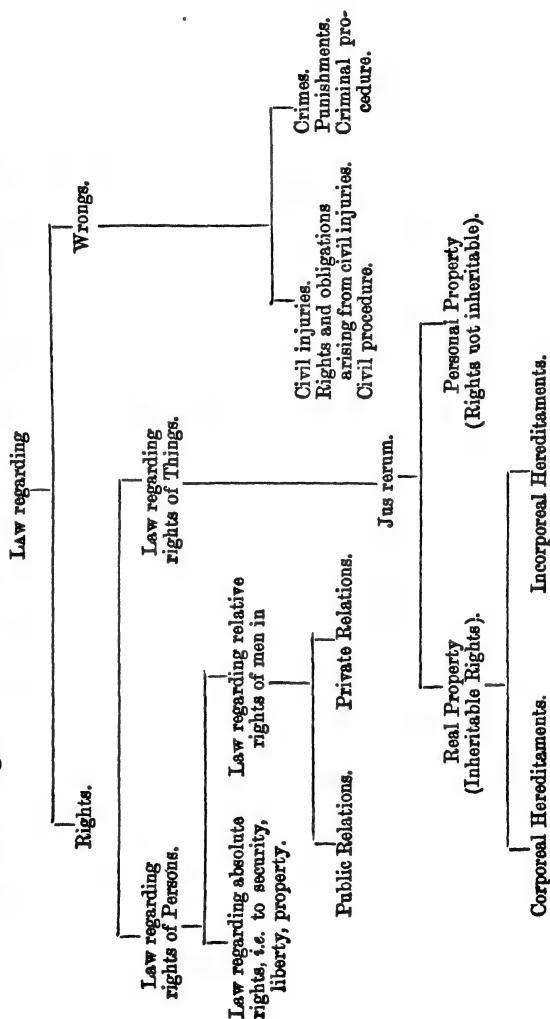 LAW regarding
Rights.
Wrongs.
Law regarding
rights of Persons.
Law regarding
rights of Things.
Civil injuries.
Rights and obligations
arising from civil injuries.
Civil procedure.
Crimes.
Punishments.
Criminal pro-
cedure.
Law regarding absolute
rights, i.e. to security,
liberty, property.
Law regarding relative
rights of men in
Public Relations.
Private Relations.
Jus rerum.
Real Property
(Inheritable Rights).
Personal Property
(Rights not inheritable).
Corporeal Hereditaments.
Incorporeal Hereditaments.